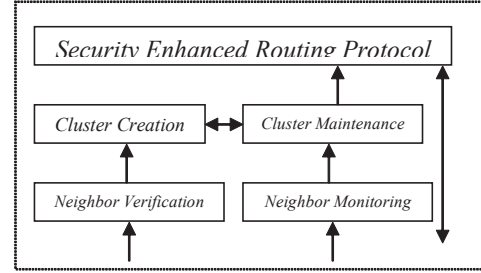 Security Enhanced Routing Protocol
Cluster Creation
Cluster Maintenance
Neighbor Verification
Neighbor Monitoring